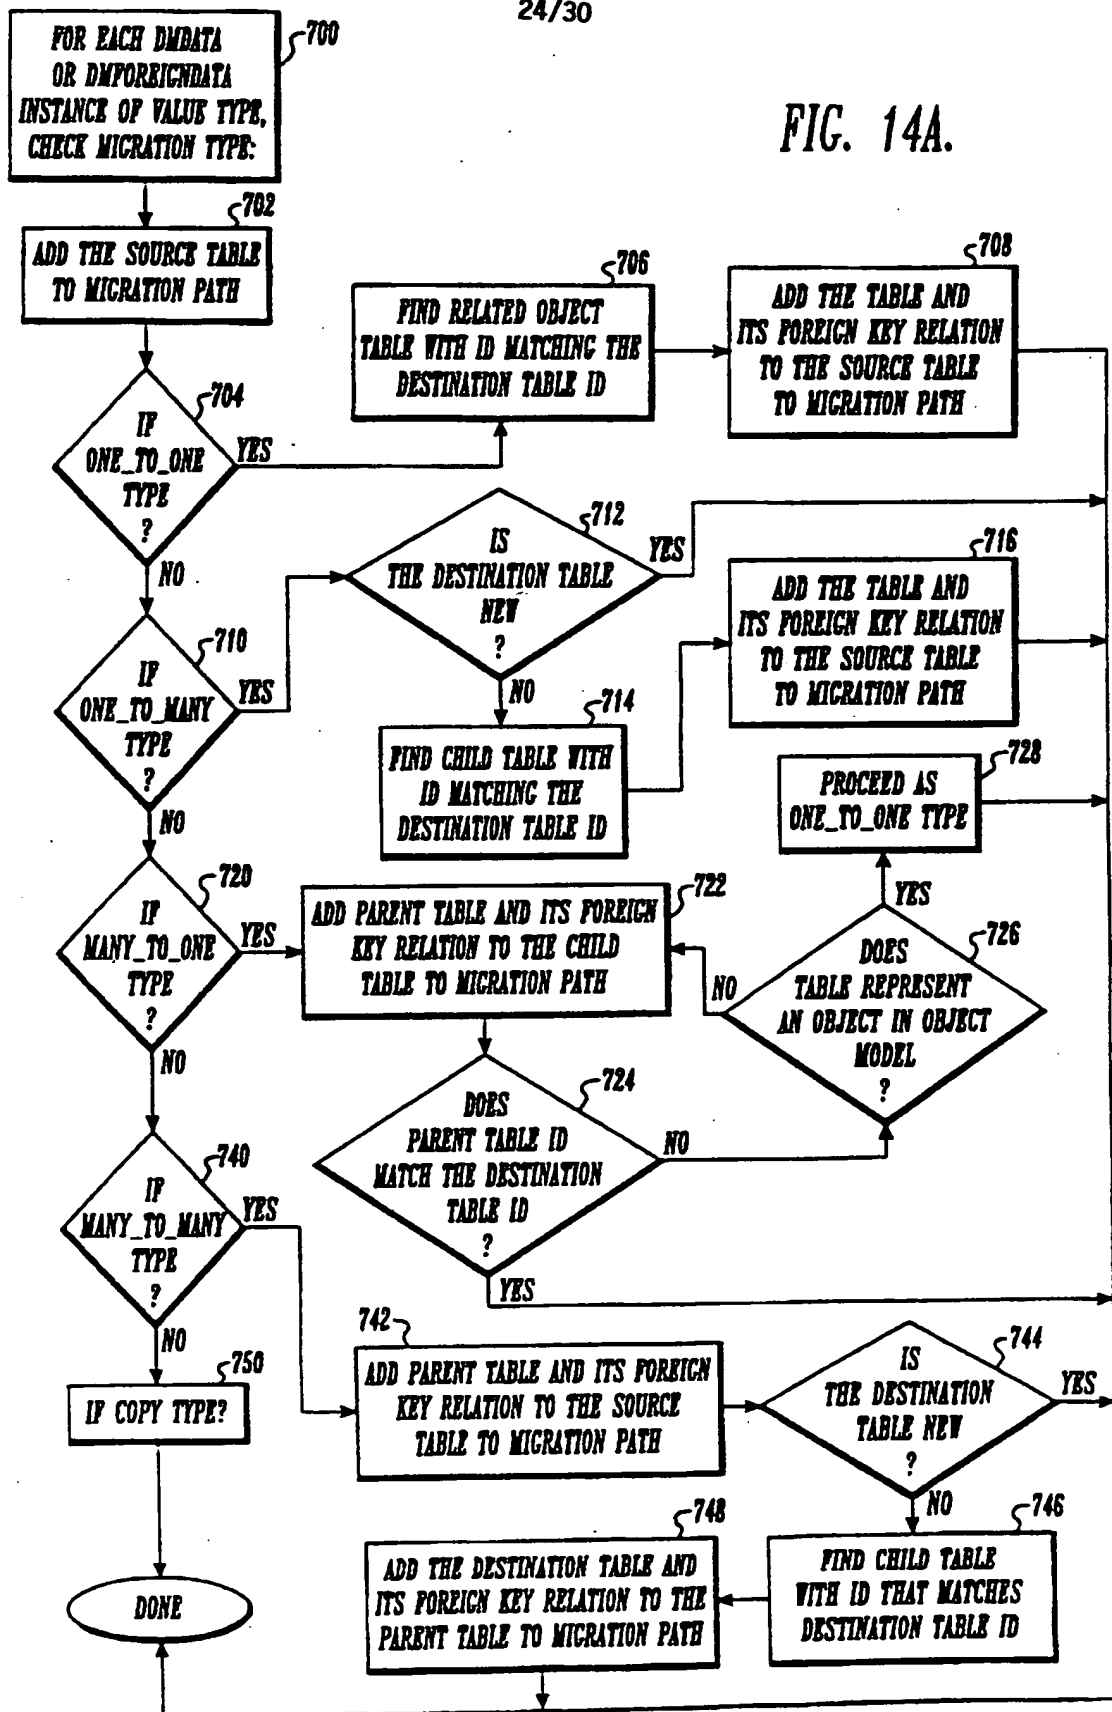 24/30
FIG. 14A.
700
FOR EACH DMDATA
OR DMFOREIGNDATA
INSTANCE OF VALUE TYPE,
CHECK MIGRATION TYPE:
702
ADD THE SOURCE TABLE
TO MIGRATION PATH
704
IF
ONE_TO_ONE
TYPE
?
YES
NO
706
FIND RELATED OBJECT
TABLE WITH ID MATCHING THE
DESTINATION TABLE ID
708
ADD THE TABLE AND
ITS FOREIGN KEY RELATION
TO THE SOURCE TABLE
TO MIGRATION PATH
710
IF
ONE_TO_MANY
TYPE
?
YES
NO
712
IS
THE DESTINATION TABLE
NEW
?
YES
NO
714
FIND CHILD TABLE WITH
ID MATCHING THE
DESTINATION TABLE ID
716
ADD THE TABLE AND
ITS FOREIGN KEY RELATION
TO THE SOURCE TABLE
TO MIGRATION PATH
720
IF
MANY_TO_ONE
TYPE
?
YES
NO
722
ADD PARENT TABLE AND ITS FOREIGN
KEY RELATION TO THE CHILD
TABLE TO MIGRATION PATH
724
DOES
PARENT TABLE ID
MATCH THE DESTINATION
TABLE ID
?
NO
YES
726
DOES
TABLE REPRESENT
AN OBJECT IN OBJECT
MODEL
?
NO
YES
728
PROCEED AS
ONE_TO_ONE TYPE
740
IF
MANY_TO_MANY
TYPE
?
YES
NO
742
ADD PARENT TABLE AND ITS FOREIGN
KEY RELATION TO THE SOURCE
TABLE TO MIGRATION PATH
744
IS
THE DESTINATION
TABLE NEW
?
YES
NO
746
FIND CHILD TABLE
WITH ID THAT MATCHES
DESTINATION TABLE ID
748
ADD THE DESTINATION TABLE AND
ITS FOREIGN KEY RELATION TO THE
PARENT TABLE TO MIGRATION PATH
750
IF COPY TYPE?
DONE